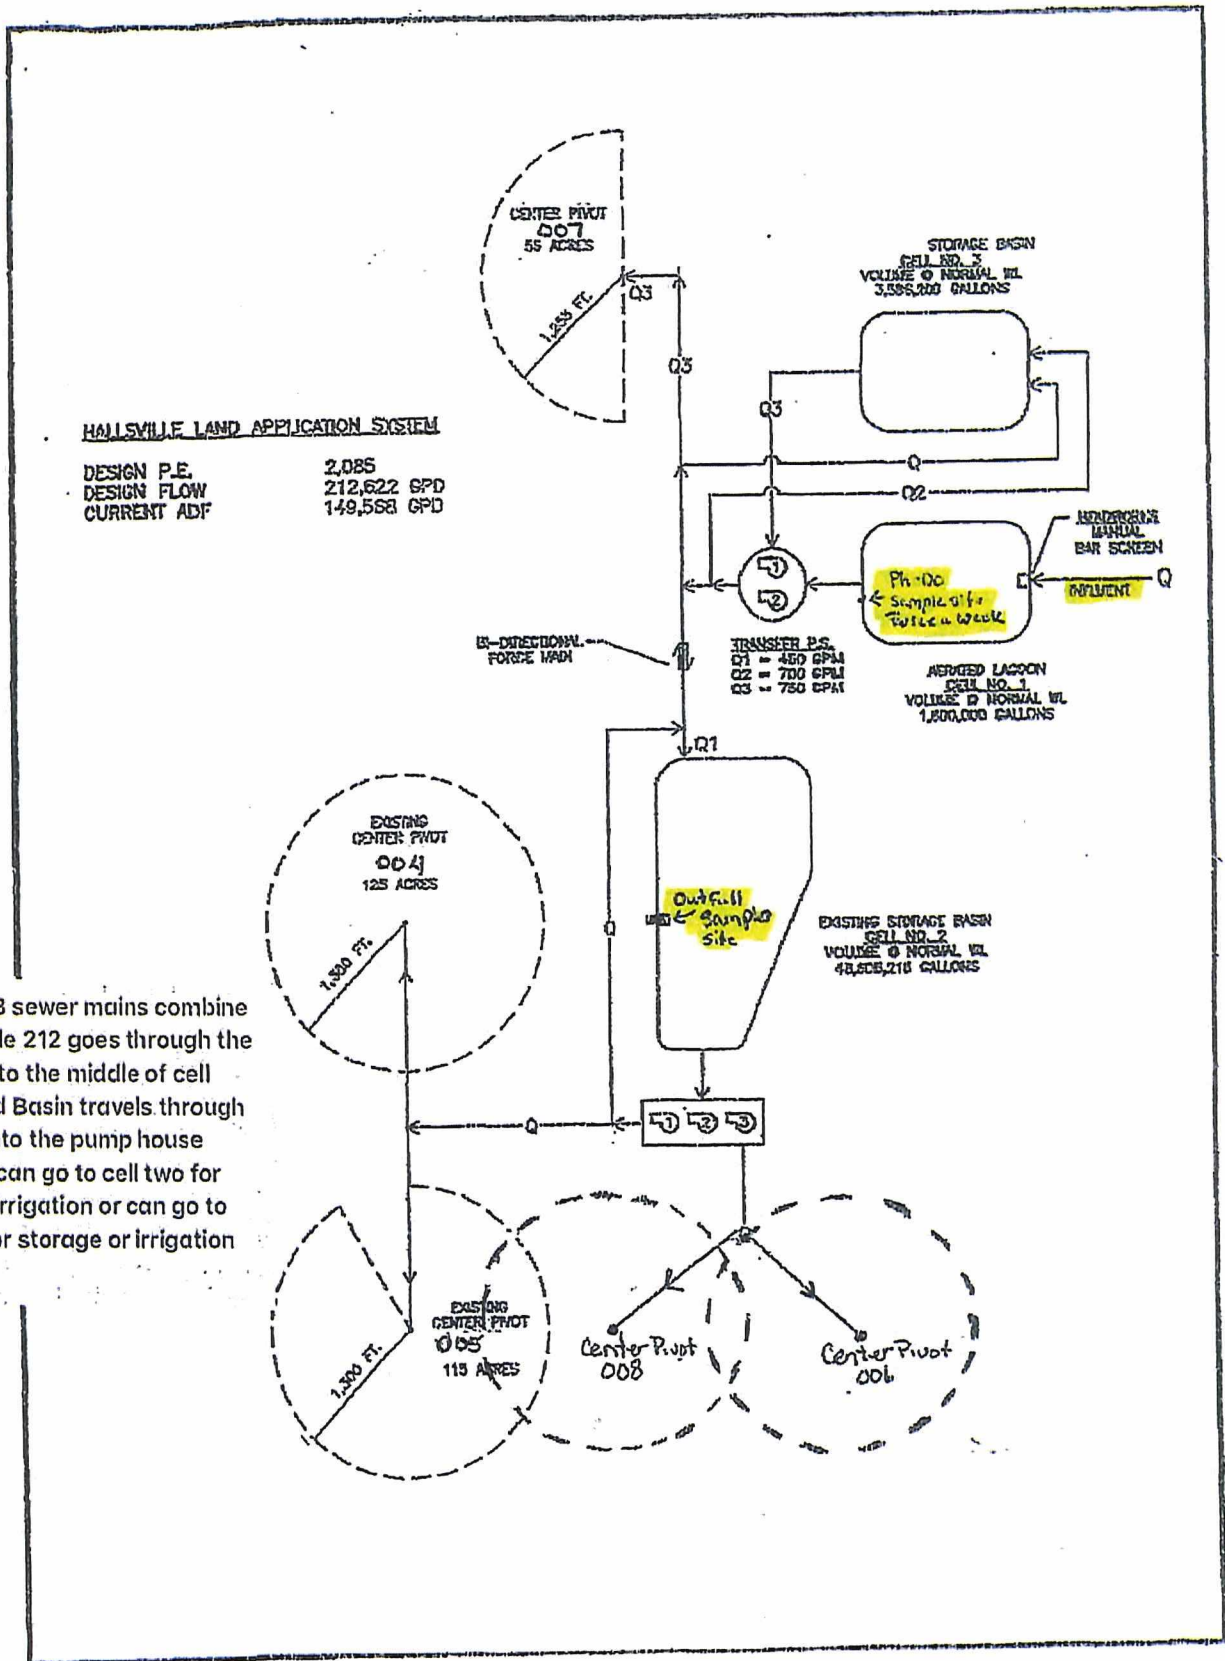 CENTER PIVOT
007
55 ACRES
1,255 FT.
Q3
Q3
STORAGE BASIN
CELL NO. 3
VOLUME @ NORMAL WL
GALLONS
HALLSVILLE LAND APPLICATION SYSTEM
DESIGN P.E. 2,085
DESIGN FLOW 212,622 GPD
CURRENT ADF 149,568 GPD
Q3
Q
Q2
HEADWORKS
MANUAL
BAR SCREEN
Q
INFLUENT
1
2
Ph-DO
Sample site
Twice a Week
BI-DIRECTIONAL
FORCE MAIN
TRANSFER P.S.
Q1 = 450 GPM
Q2 = 700 GPM
Q3 = 750 GPM
AERATED LAGOON
CELL NO. 1
VOLUME @ NORMAL WL
GALLONS
Q1
EXISTING
CENTER PIVOT
004
125 ACRES
1,300 FT.
Q
Outfall
Sample
site
EXISTING STORAGE BASIN
CELL NO. 2
VOLUME @ NORMAL WL
GALLONS
3 sewer mains combine
le 212 goes through the
to the middle of cell
d Basin travels through
nto the pump house
can go to cell two for
irrigation or can go to
or storage or irrigation
Q
1 2 3
EXISTING
CENTER PIVOT
005
115 ACRES
1,300 FT.
Center Pivot
008
Center Pivot
006